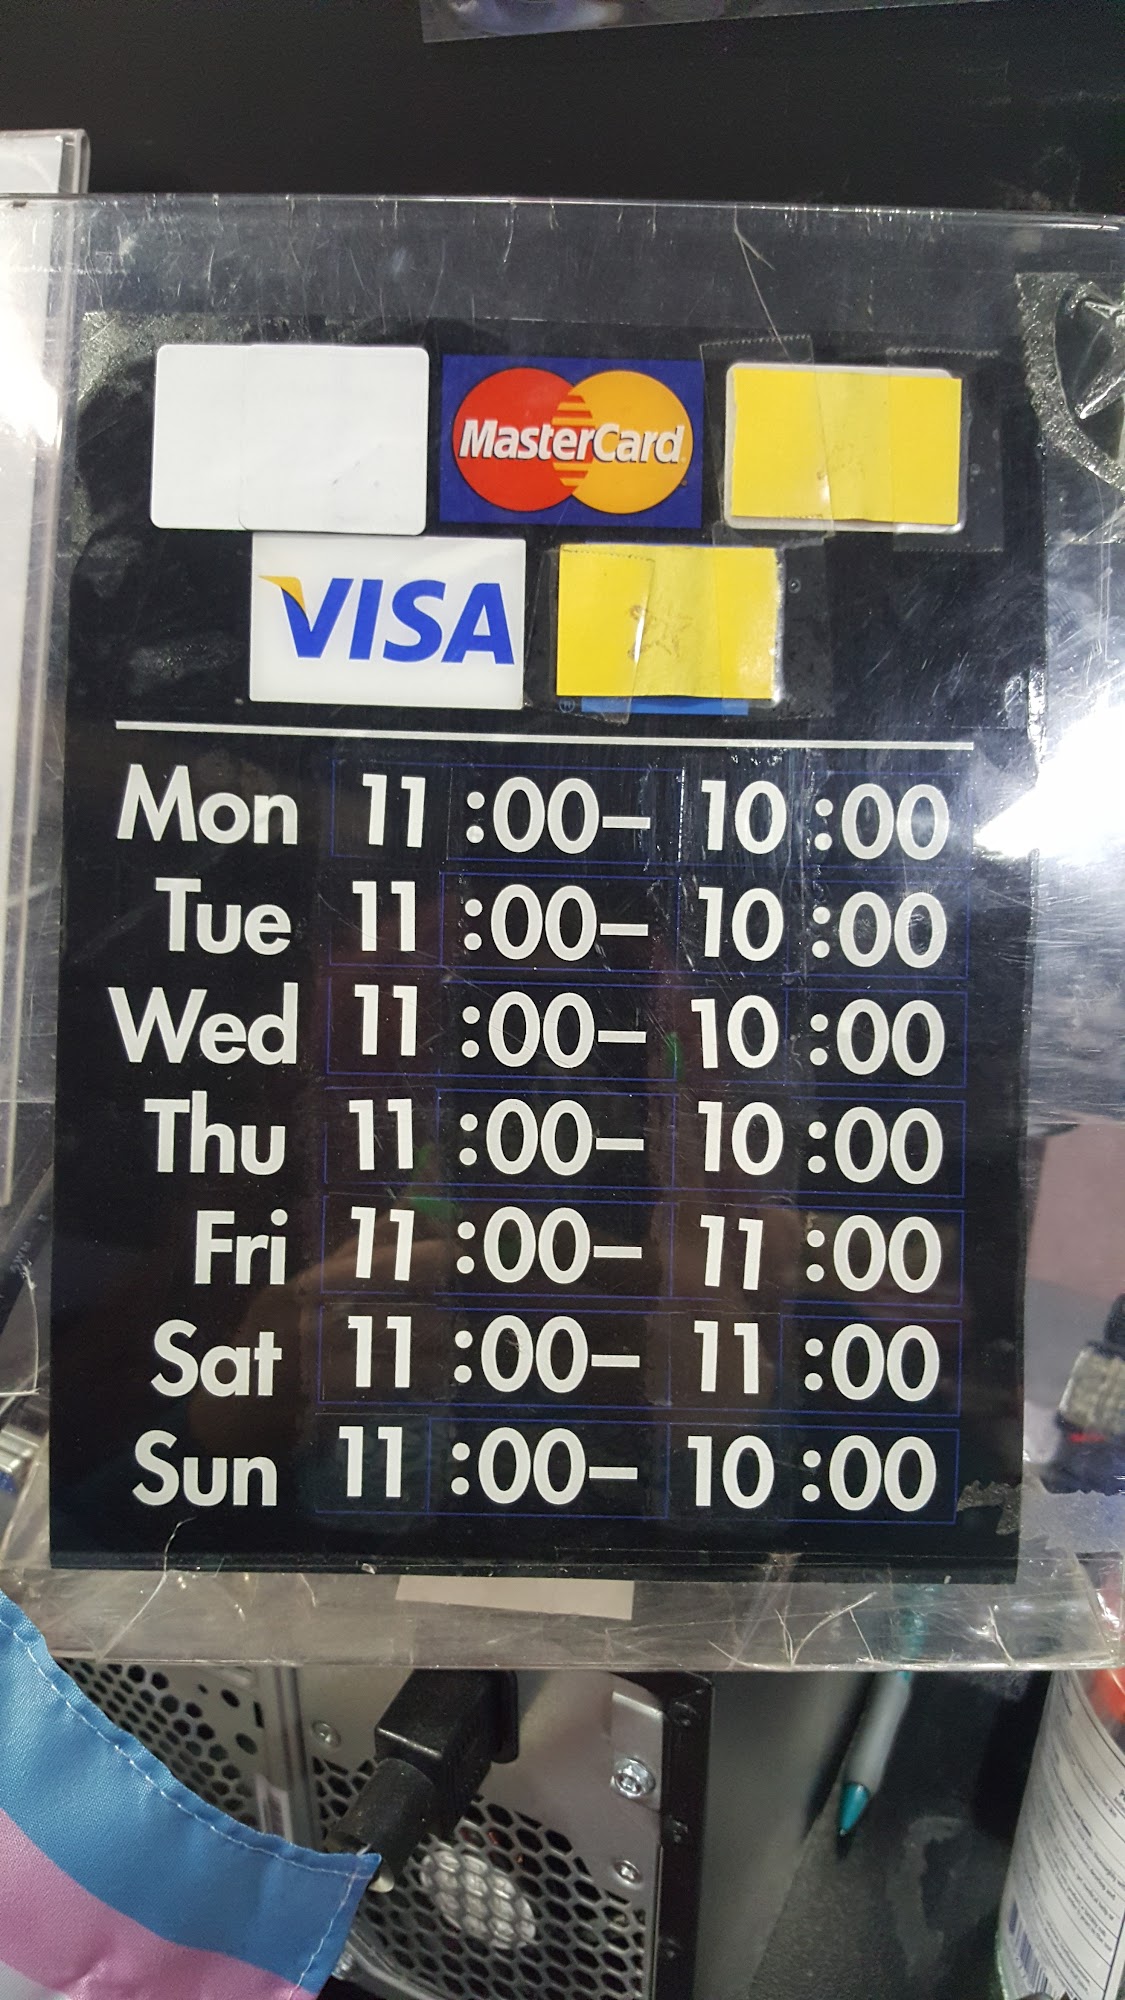 MasterCard
VISA
Mon 11:00– 10:00
Tue 11:00– 10:00
Wed 11:00– 10:00
Thu 11:00– 10:00
Fri 11:00– 11:00
Sat 11:00– 11:00
Sun 11:00– 10:00